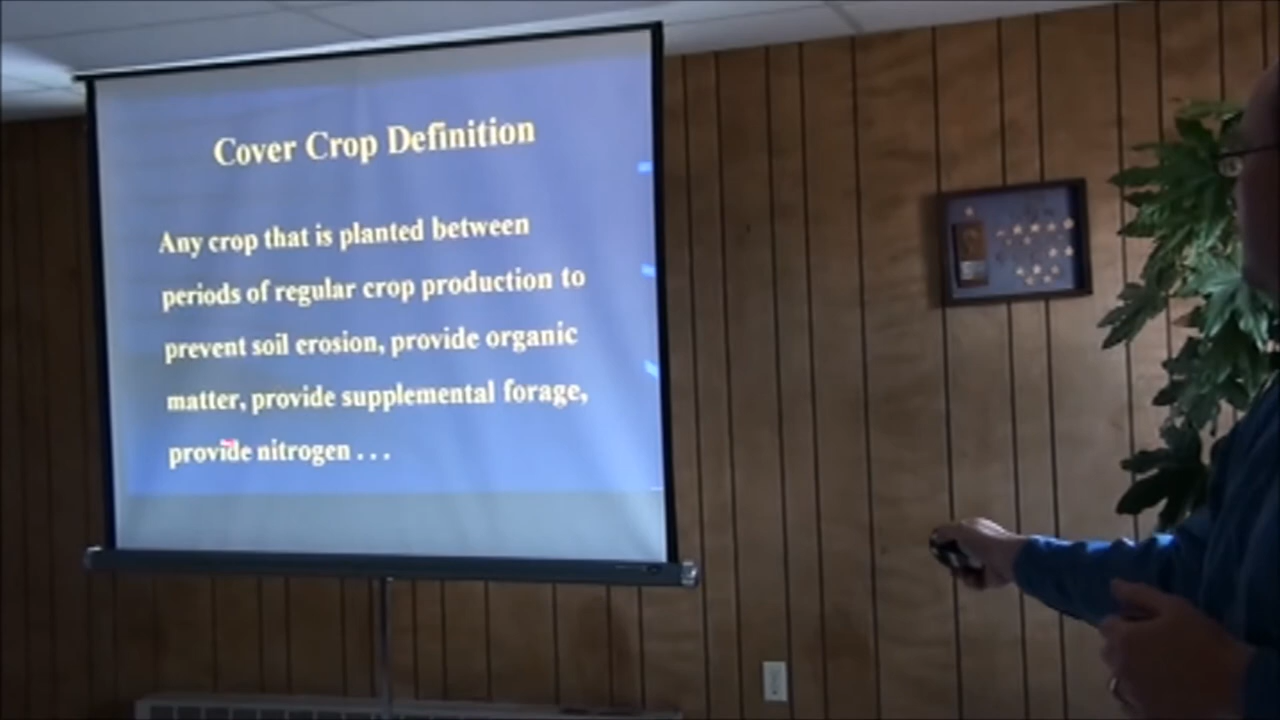 Cover Crop Definition
Any crop that is planted between
periods of regular crop production to
prevent soil erosion, provide organic
matter, provide supplemental forage,
provide nitrogen . . .